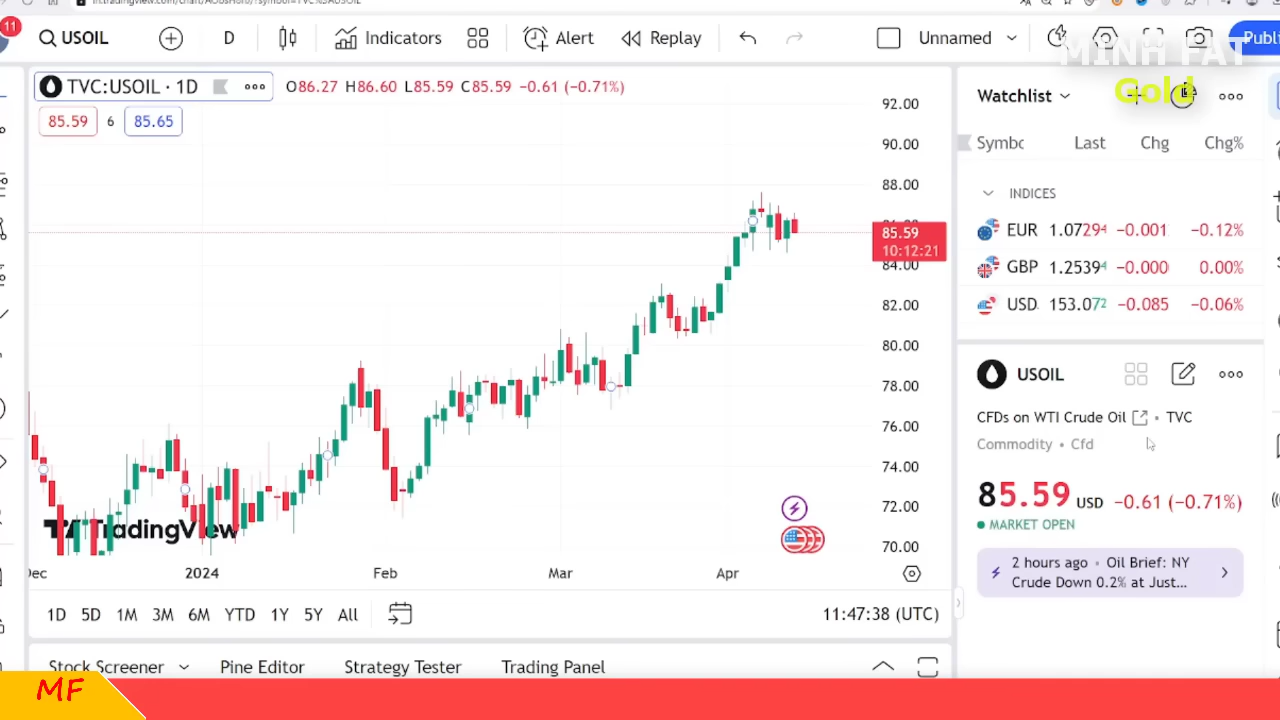 11
USOIL
D
Indicators
Alert
Replay
Unnamed
Publi
MINH FAT
Gold
TVC:USOIL · 1D
O86.27 H86.60 L85.59 C85.59 −0.61 (−0.71%)
85.59 6 85.65
92.00
90.00
88.00
85.59
10:12:21
84.00
82.00
80.00
78.00
76.00
74.00
72.00
70.00
TradingView
Dec 2024 Feb Mar Apr
1D 5D 1M 3M 6M YTD 1Y 5Y All
11:47:38 (UTC)
Stock Screener Pine Editor Strategy Tester Trading Panel
Watchlist
Symbc Last Chg Chg%
INDICES
EUR 1.07294 −0.001 −0.12%
GBP 1.25394 −0.000 0.00%
USD 153.072 −0.085 −0.06%
USOIL
CFDs on WTI Crude Oil • TVC
Commodity • Cfd
85.59 USD −0.61 (−0.71%)
MARKET OPEN
2 hours ago • Oil Brief: NY
Crude Down 0.2% at Just...
MF